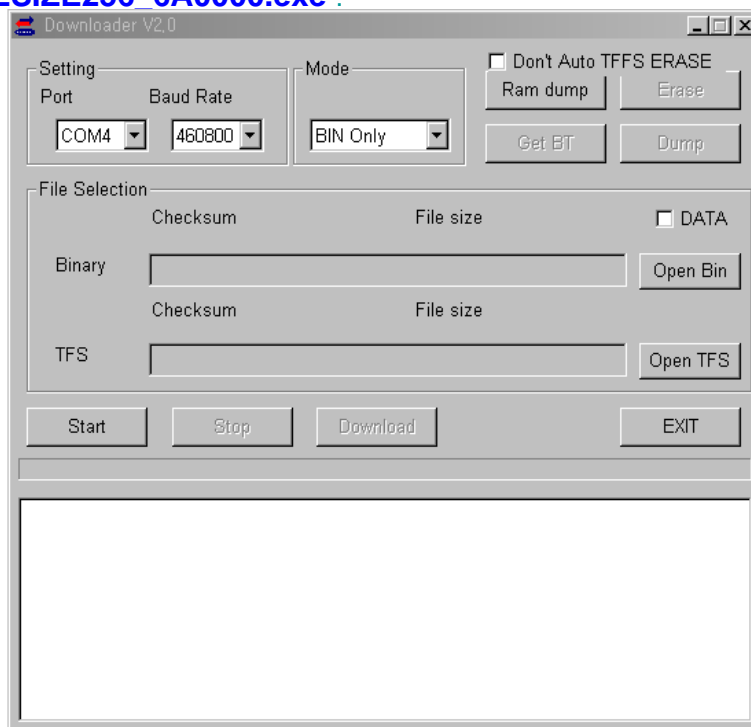 Downloader V2,0
Setting
Port Baud Rate
COM4 460800
Mode
BIN Only
Don't Auto TFFS ERASE
Ram dump Erase
Get BT Dump
File Selection
Checksum File size DATA
Binary Open Bin
Checksum File size
TFS Open TFS
Start Stop Download EXIT